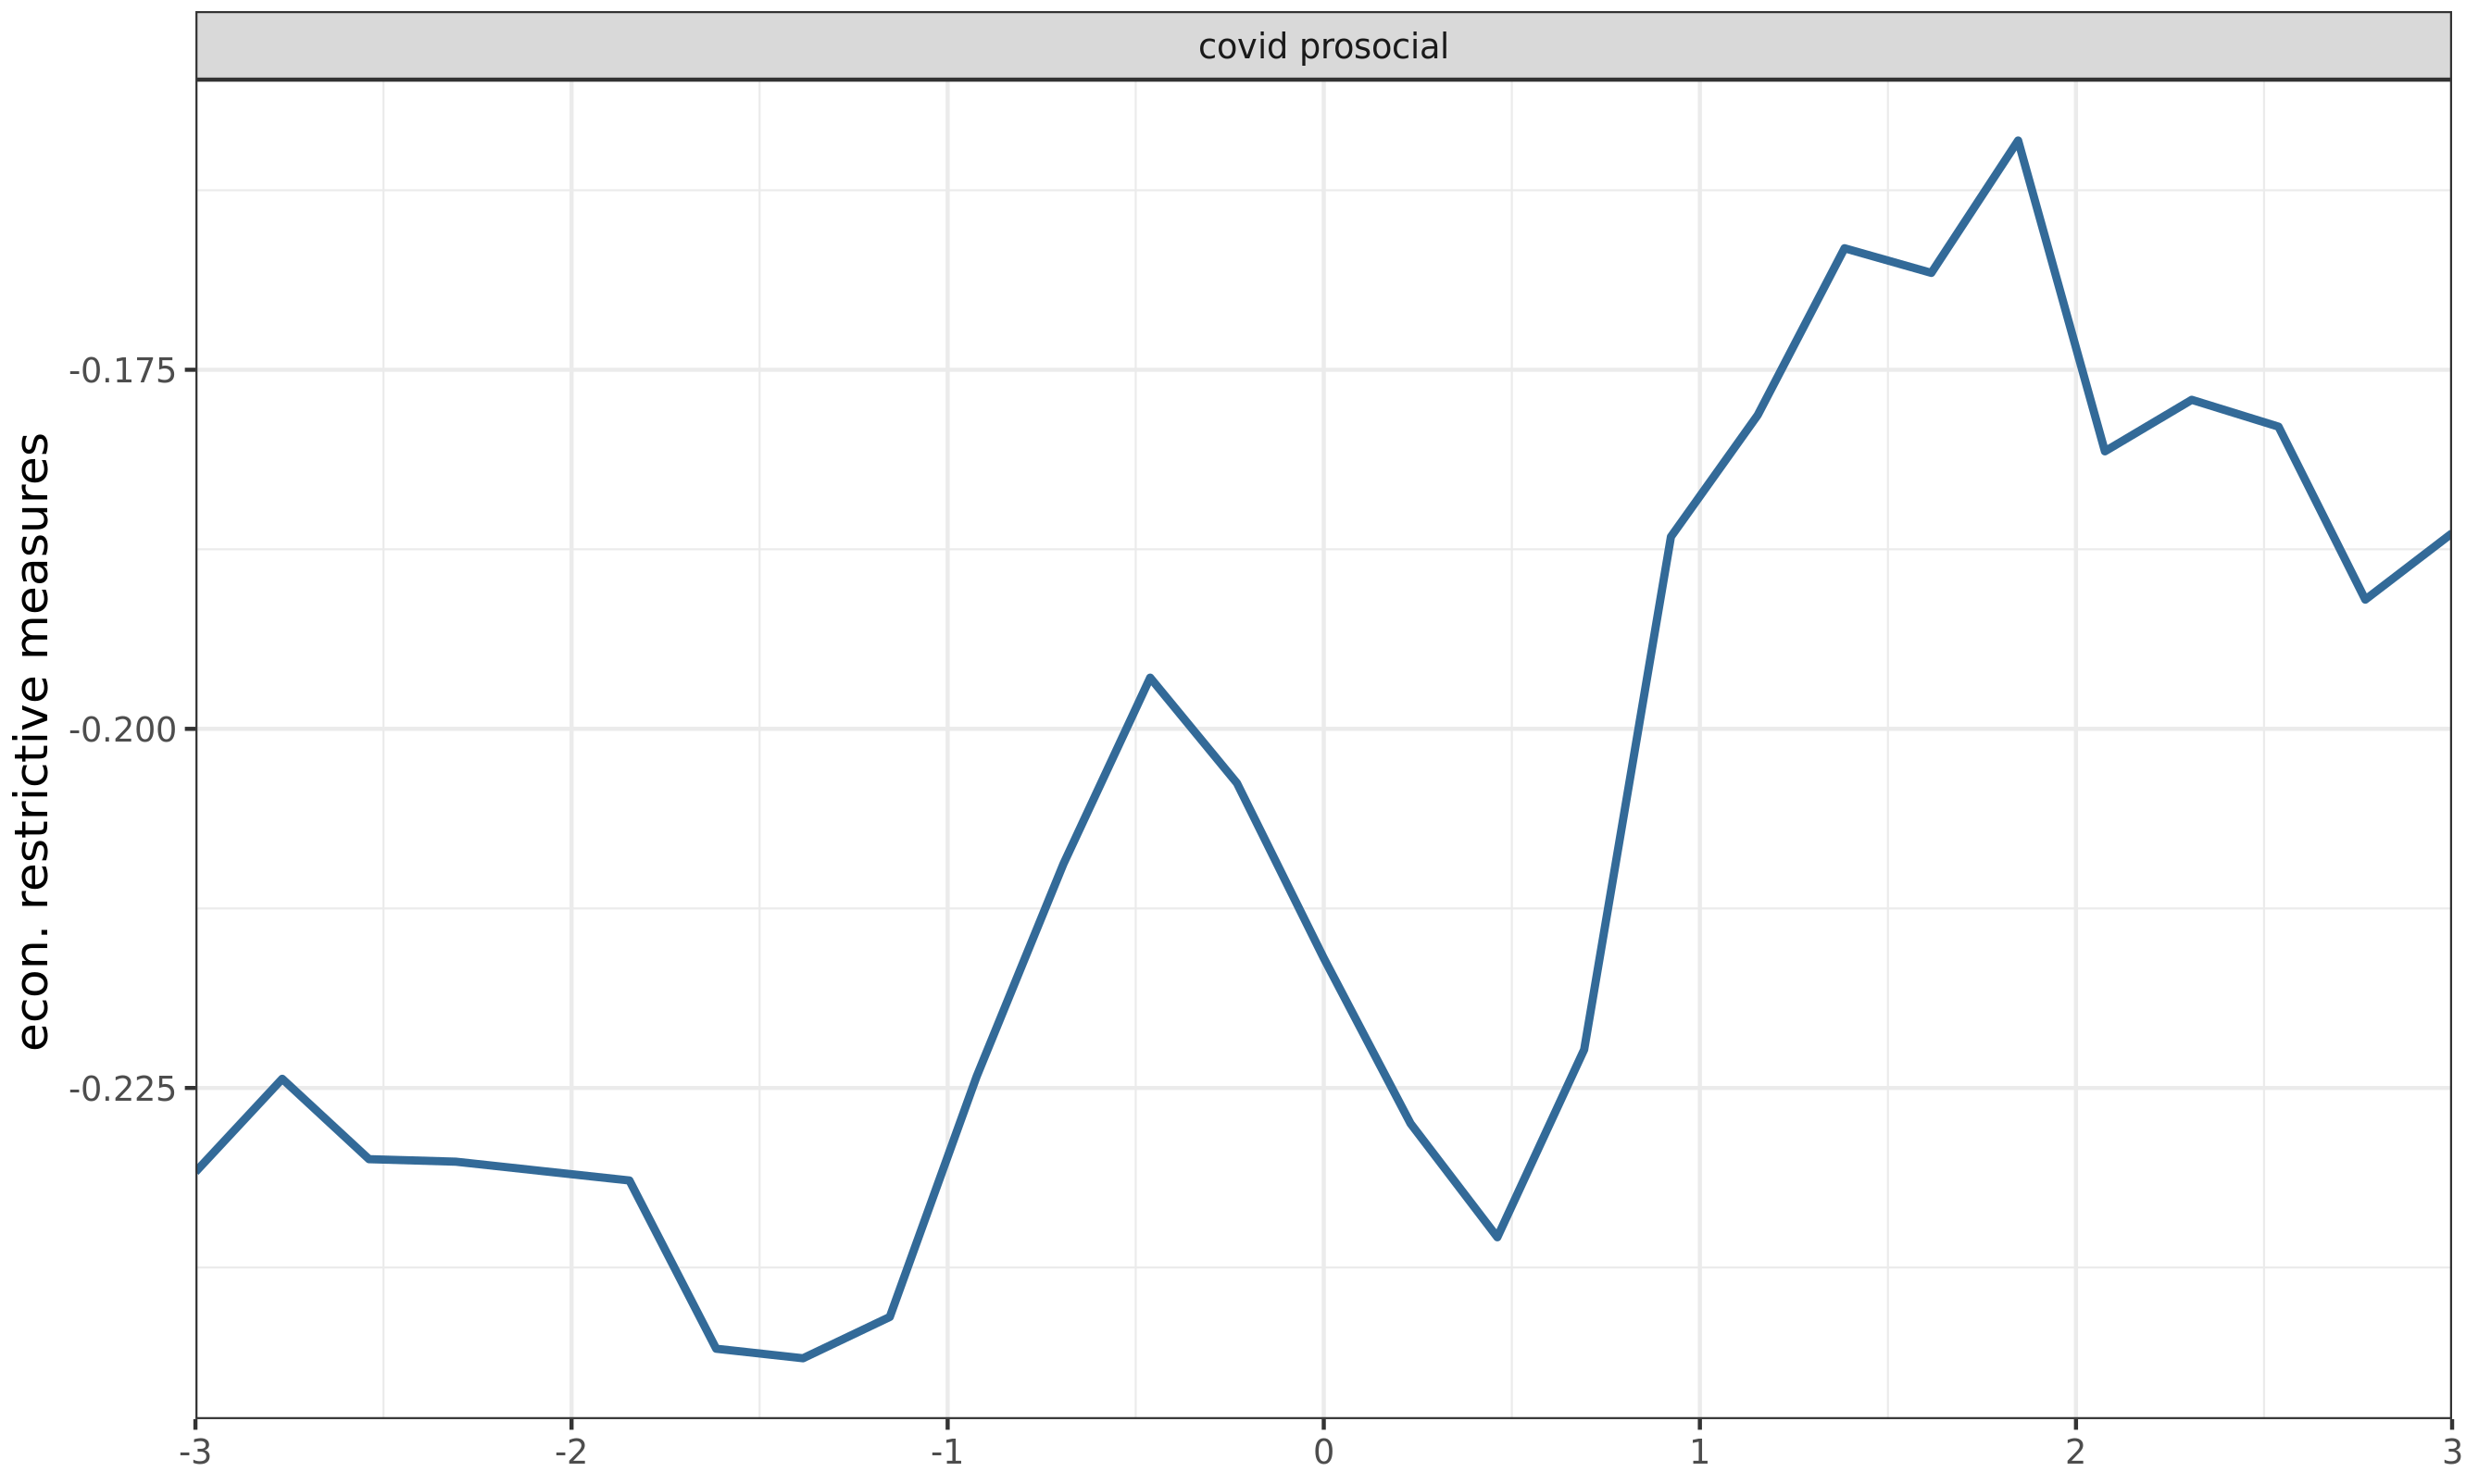 covid prosocial
econ. restrictive measures
-0.175
-0.200
-0.225
-3 -2 -1 0 1 2 3